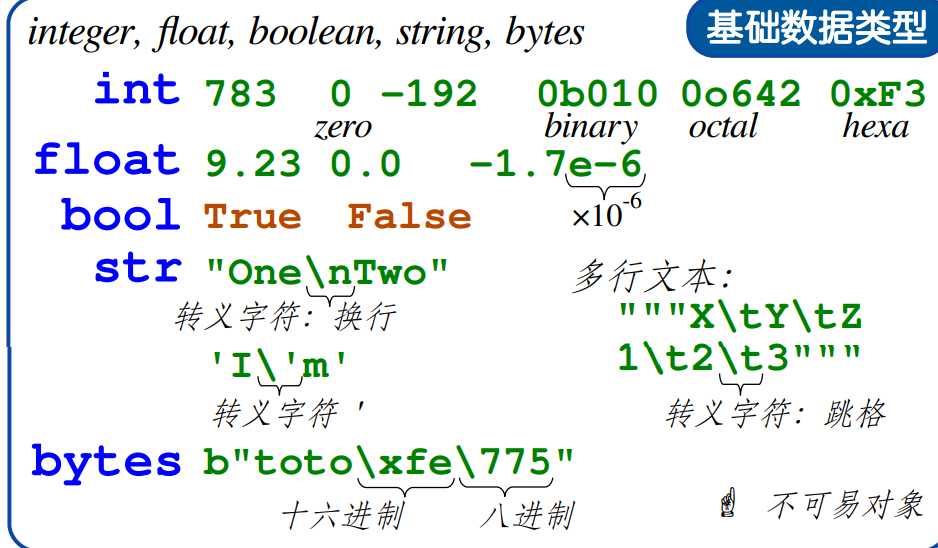 integer, float, boolean, string, bytes
基础数据类型
int 783 0 -192 0b010 0o642 0xF3
zero binary octal hexa
float 9.23 0.0 -1.7e-6
×10-6
bool True False
str "One\nTwo"
转义字符：换行
'I\'m'
转义字符 '
多行文本：
"""X\tY\tZ
1\t2\t3"""
转义字符：跳格
bytes b"toto\xfe\775"
十六进制 八进制
☝ 不可易对象